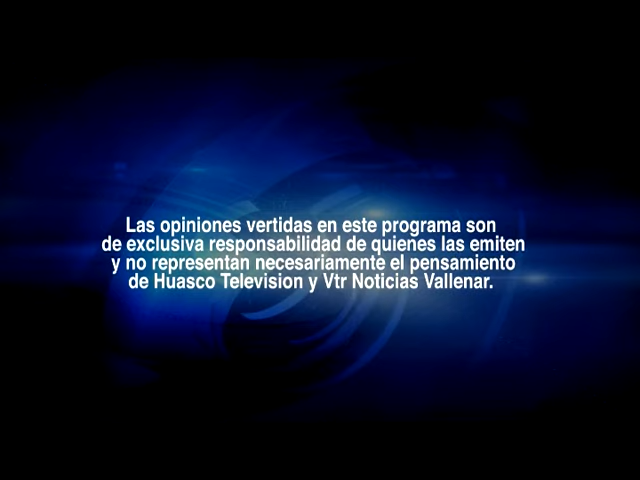 Las opiniones vertidas en este programa son
de exclusiva responsabilidad de quienes las emiten
y no representan necesariamente el pensamiento
de Huasco Television y Vtr Noticias Vallenar.